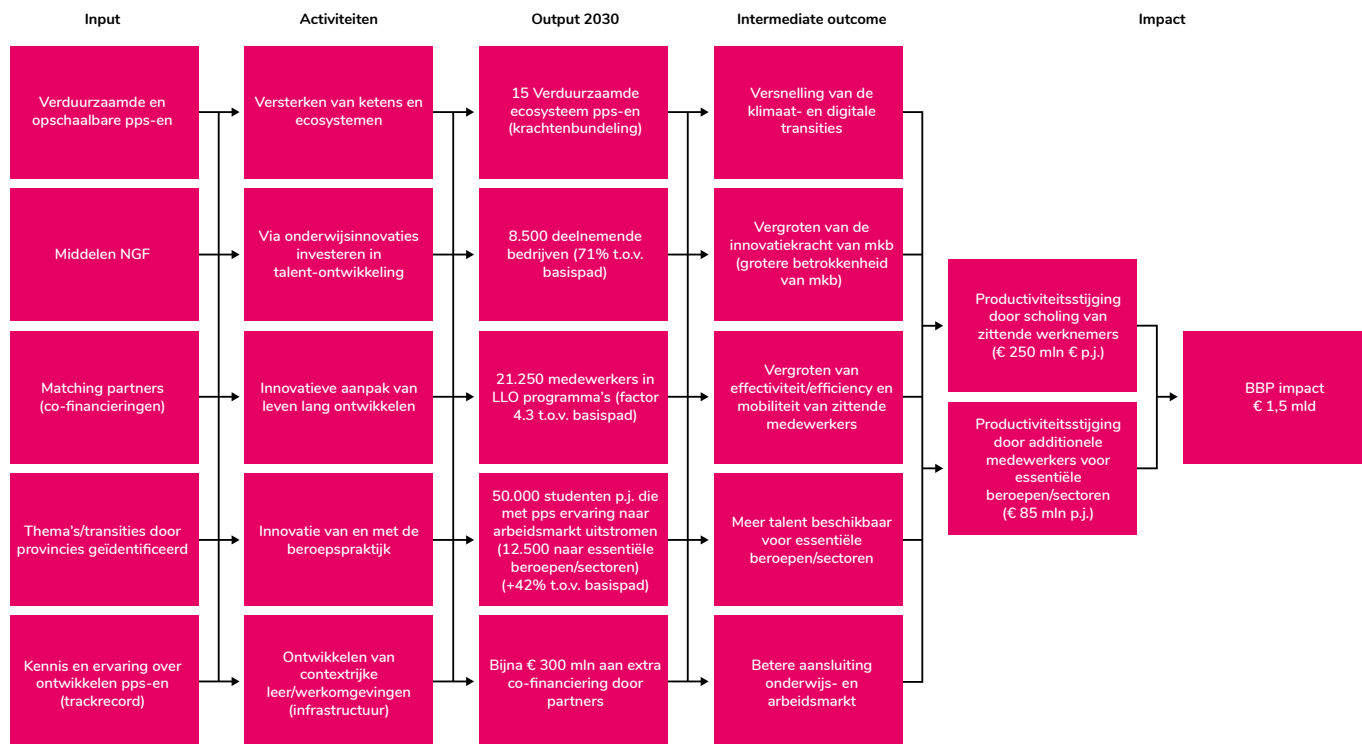 Input
Activiteiten
Output 2030
Intermediate outcome
Impact
Verduurzaamde en
opschaalbare pps-en
Middelen NGF
Matching partners
(co-financieringen)
Thema's/transities door
provincies geïdentificeerd
Kennis en ervaring over
ontwikkelen pps-en
(trackrecord)
Versterken van ketens en
ecosystemen
Via onderwijsinnovaties
investeren in
talent-ontwikkeling
Innovatieve aanpak van
leven lang ontwikkelen
Innovatie van en met de
beroepspraktijk
Ontwikkelen van
contextrijke
leer/werkomgevingen
(infrastructuur)
15 Verduurzaamde
ecosysteem pps-en
(krachtenbundeling)
8.500 deelnemende
bedrijven (71% t.o.v.
basispad)
21.250 medewerkers in
LLO programma's (factor
4.3 t.o.v. basispad)
50.000 studenten p.j. die
met pps ervaring naar
arbeidsmarkt uitstromen
(12.500 naar essentiële
beroepen/sectoren)
(+42% t.o.v. basispad)
Bijna € 300 mln aan extra
co-financiering door
partners
Versnelling van de
klimaat- en digitale
transities
Vergroten van de
innovatiekracht van mkb
(grotere betrokkenheid
van mkb)
Vergroten van
effectiviteit/efficiency en
mobiliteit van zittende
medewerkers
Meer talent beschikbaar
voor essentiële
beroepen/sectoren
Betere aansluiting
onderwijs- en
arbeidsmarkt
Productiviteitsstijging
door scholing van
zittende werknemers
(€ 250 mln € p.j.)
Productiviteitsstijging
door additionele
medewerkers voor
essentiële
beroepen/sectoren
(€ 85 mln p.j.)
BBP impact
€ 1,5 mld